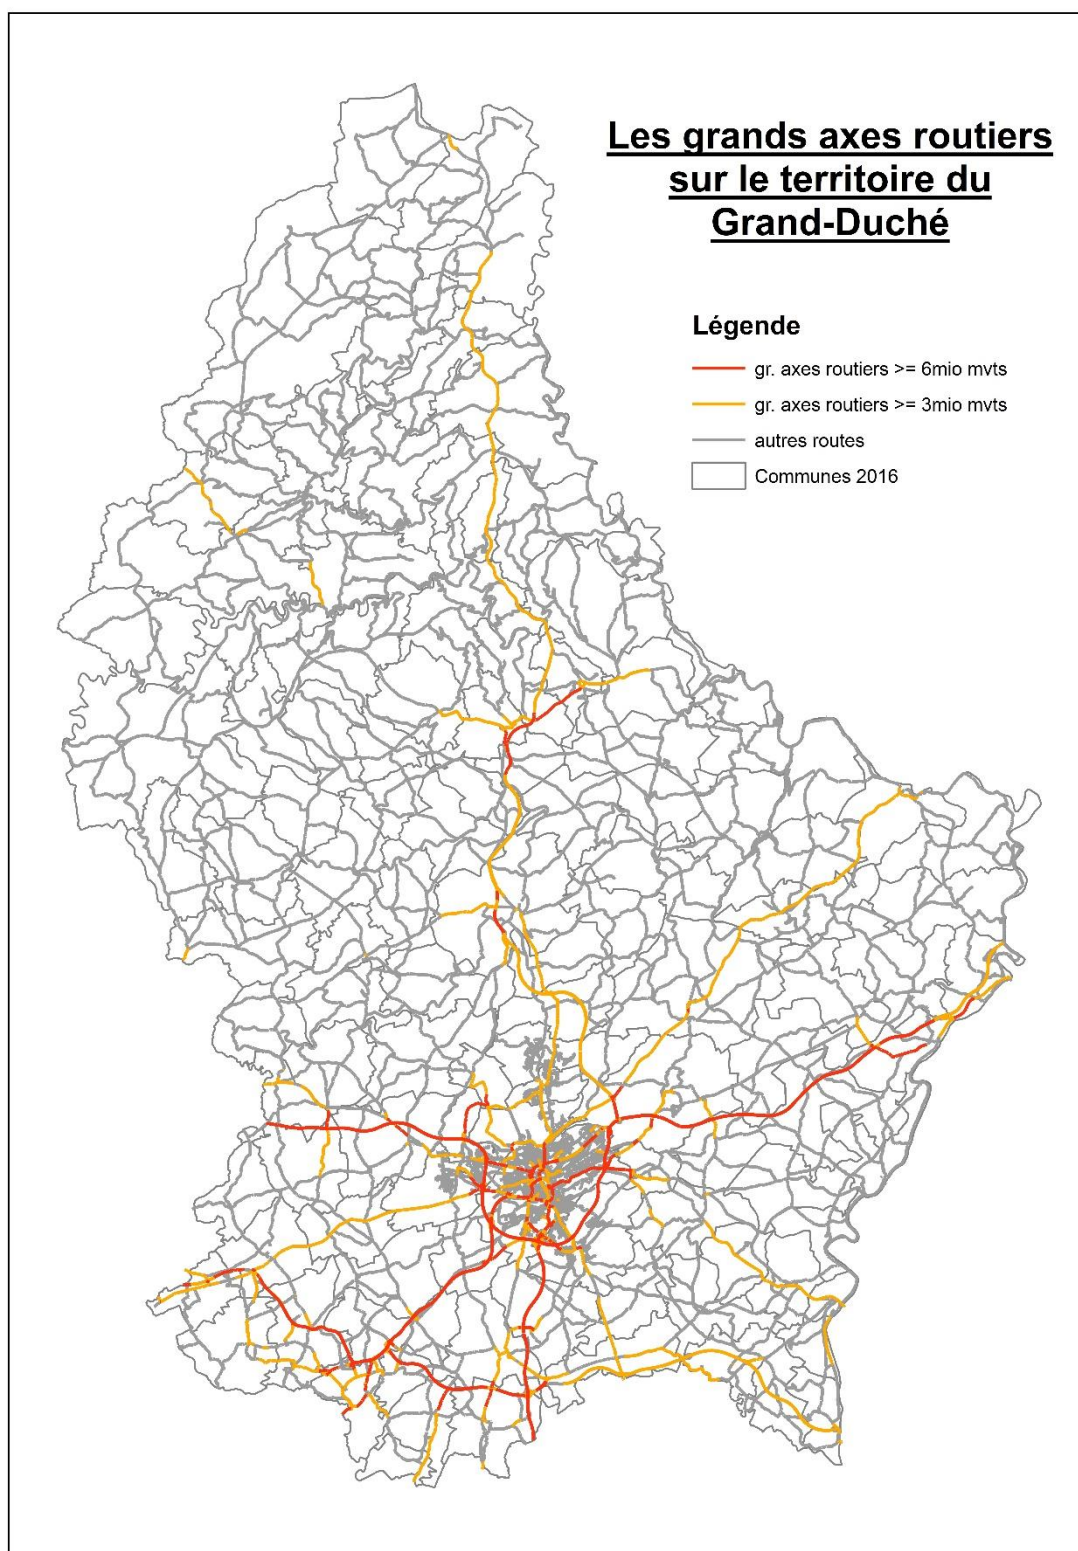 Les grands axes routiers
sur le territoire du
Grand-Duché
Légende
gr. axes routiers >= 6mio mvts
gr. axes routiers >= 3mio mvts
autres routes
Communes 2016